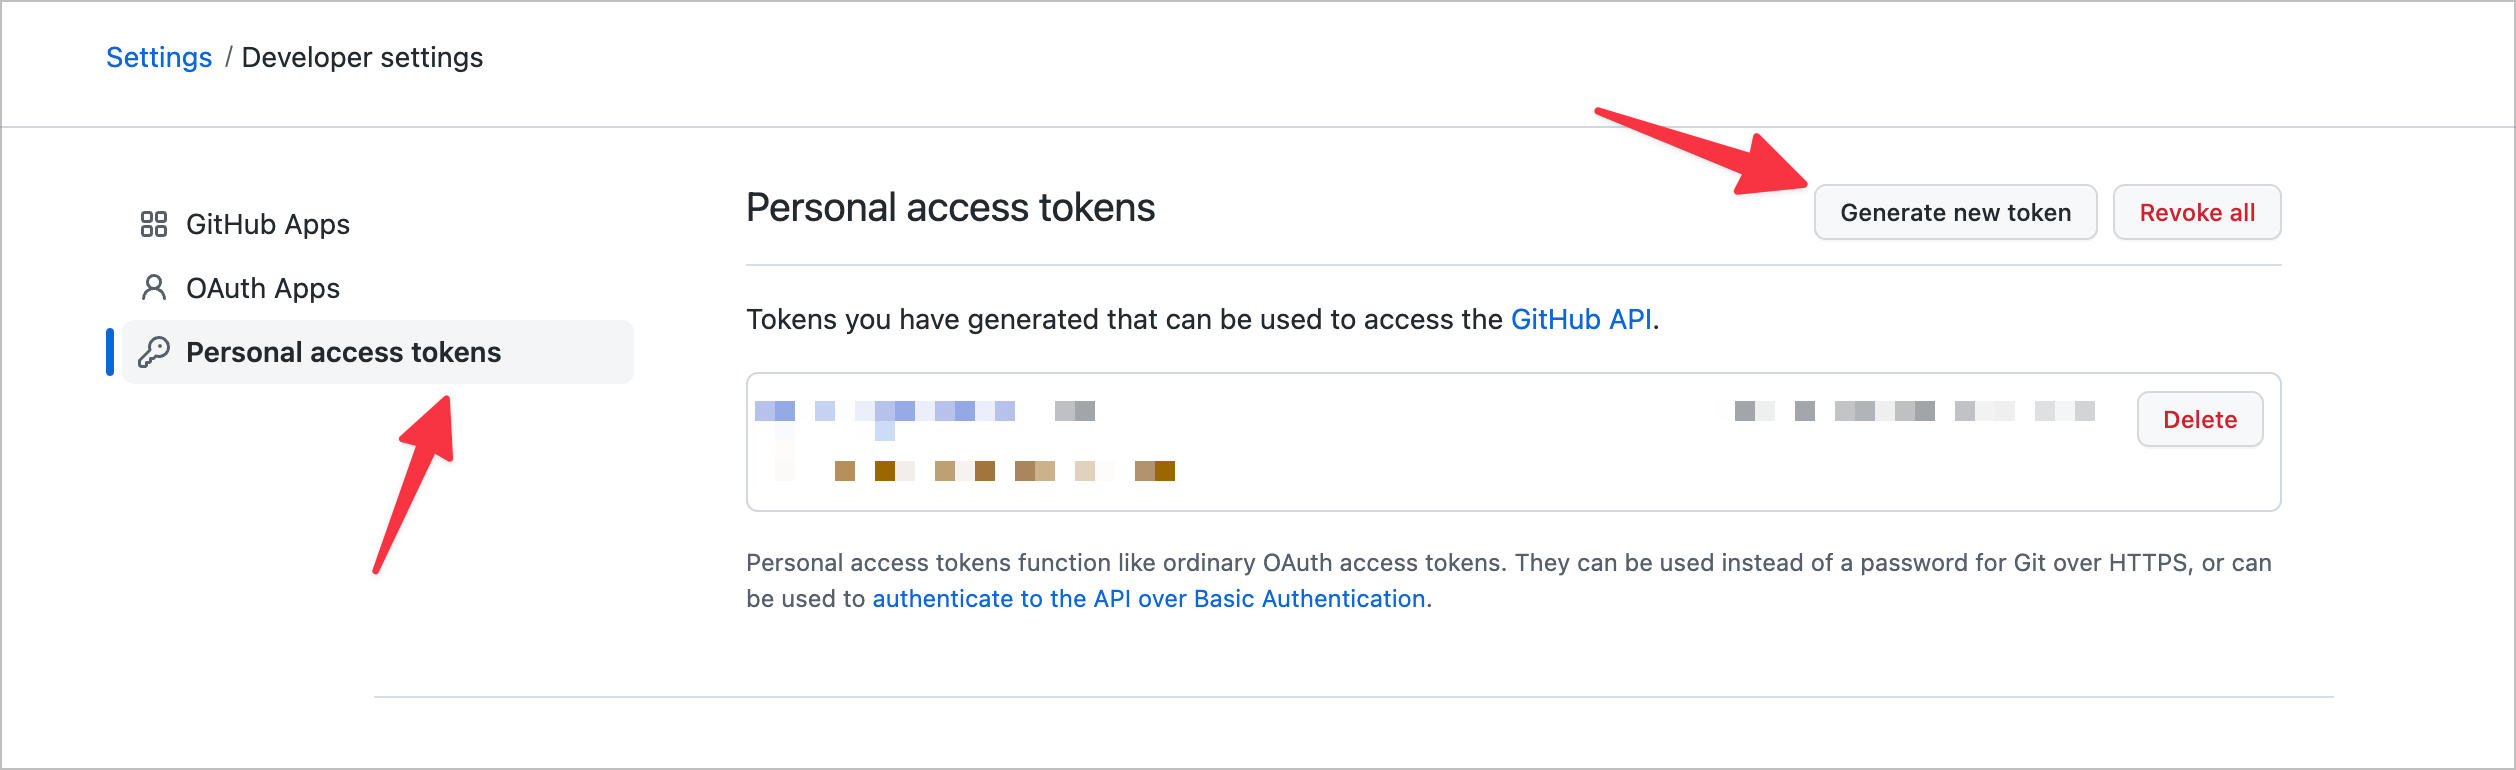 Settings / Developer settings
GitHub Apps
OAuth Apps
Personal access tokens
Personal access tokens
Generate new token
Revoke all
Tokens you have generated that can be used to access the GitHub API.
Delete
Personal access tokens function like ordinary OAuth access tokens. They can be used instead of a password for Git over HTTPS, or can
be used to authenticate to the API over Basic Authentication.